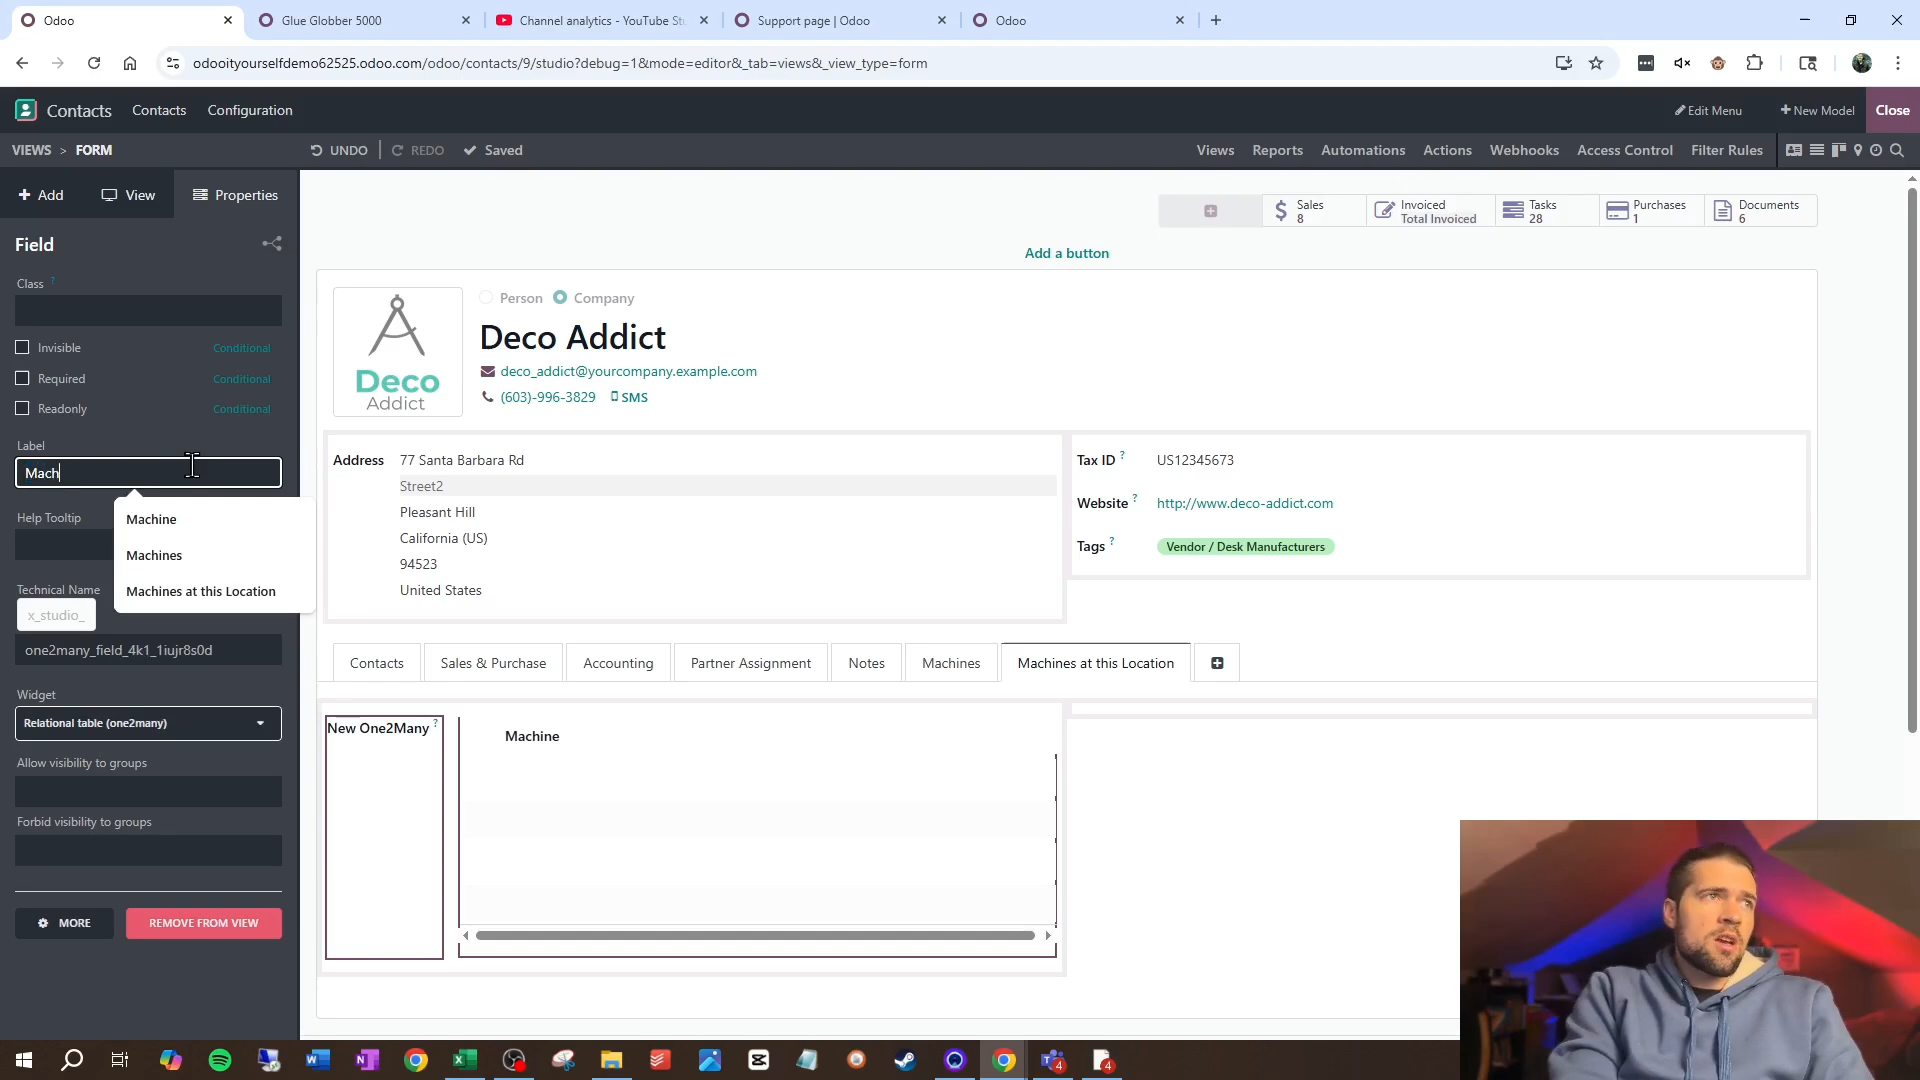 Odoo
Glue Globber 5000
Channel analytics - YouTube St
Support page | Odoo
Odoo
odooityourselfdemo62525.odoo.com/odoo/contacts/9/studio?debug=1&mode=editor&_tab=views&_view_type=form
Contacts
Contacts
Configuration
Edit Menu
New Model
Close
VIEWS > FORM
UNDO
REDO
Saved
Views
Reports
Automations
Actions
Webhooks
Access Control
Filter Rules
+ Add
View
Properties
Field
Class ?
Invisible
Conditional
Required
Conditional
Readonly
Conditional
Label
Mach
Machine
Machines
Machines at this Location
Help Tooltip
Technical Name
x_studio_
one2many_field_4k1_1iujr8s0d
Widget
Relational table (one2many)
Allow visibility to groups
Forbid visibility to groups
MORE
REMOVE FROM VIEW
Sales
8
Invoiced
Total Invoiced
Tasks
28
Purchases
1
Documents
6
Add a button
Deco
Addict
Person
Company
Deco Addict
deco_addict@yourcompany.example.com
(603)-996-3829
SMS
Address
77 Santa Barbara Rd
Street2
Pleasant Hill
California (US)
94523
United States
Tax ID ?
US12345673
Website ?
http://www.deco-addict.com
Tags ?
Vendor / Desk Manufacturers
Contacts
Sales & Purchase
Accounting
Partner Assignment
Notes
Machines
Machines at this Location
New One2Many ?
Machine
4
4